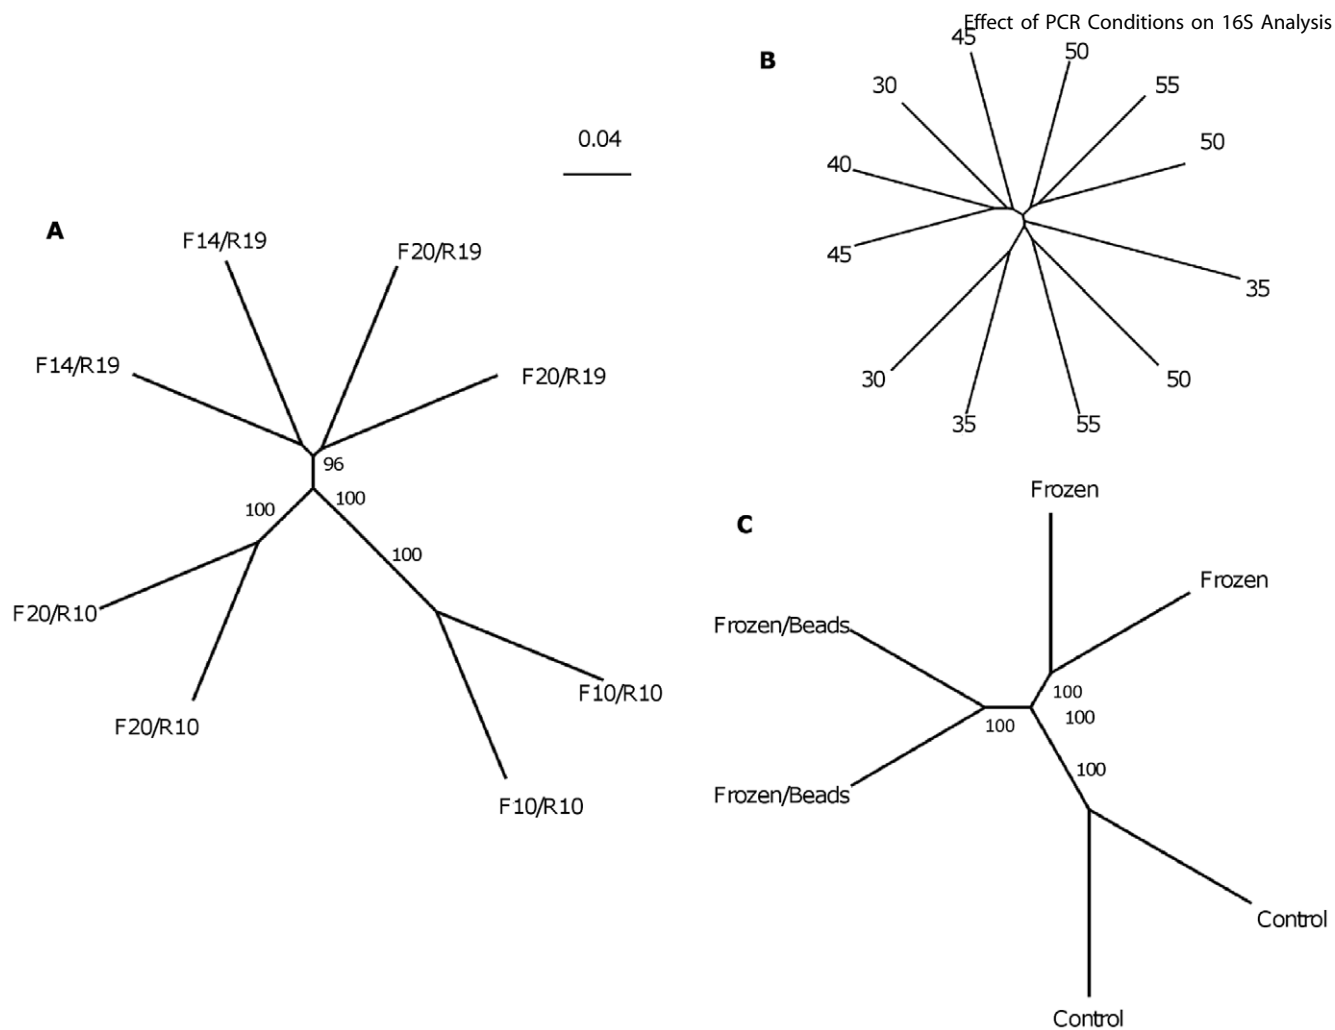 Effect of PCR Conditions on 16S Analysis
A
0.04
F14/R19
F20/R19
F14/R19
F20/R19
96
100
100
100
F20/R10
F20/R10
F10/R10
F10/R10
B
45
50
30
55
50
40
45
35
30
50
35
55
C
Frozen
Frozen
Frozen/Beads
100
100
100
100
Frozen/Beads
Control
Control